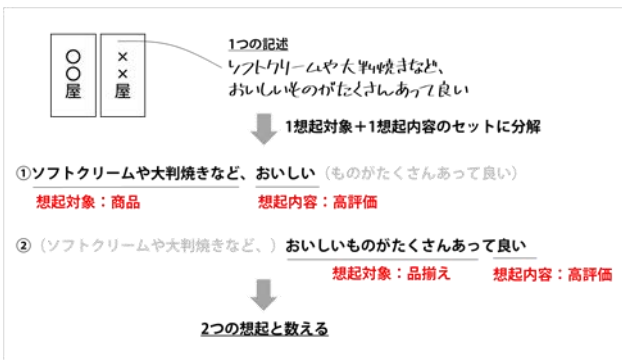 〇〇屋
××屋
1つの記述
ソフトクリームや大判焼きなど、
おいしいものがたくさんあって良い
1想起対象＋1想起内容のセットに分解
①ソフトクリームや大判焼きなど、おいしい（ものがたくさんあって良い）
想起対象：商品 想起内容：高評価
②（ソフトクリームや大判焼きなど、）おいしいものがたくさんあって良い
想起対象：品揃え 想起内容：高評価
2つの想起と数える